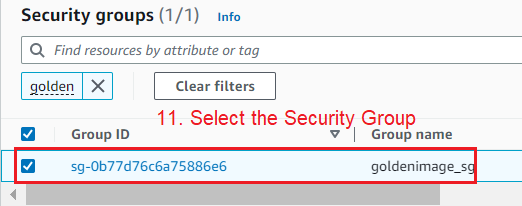 Security groups (1/1) Info
Find resources by attribute or tag
golden Clear filters
11. Select the Security Group
Group ID Group name
sg-0b77d76c6a75886e6 goldenimage_sg